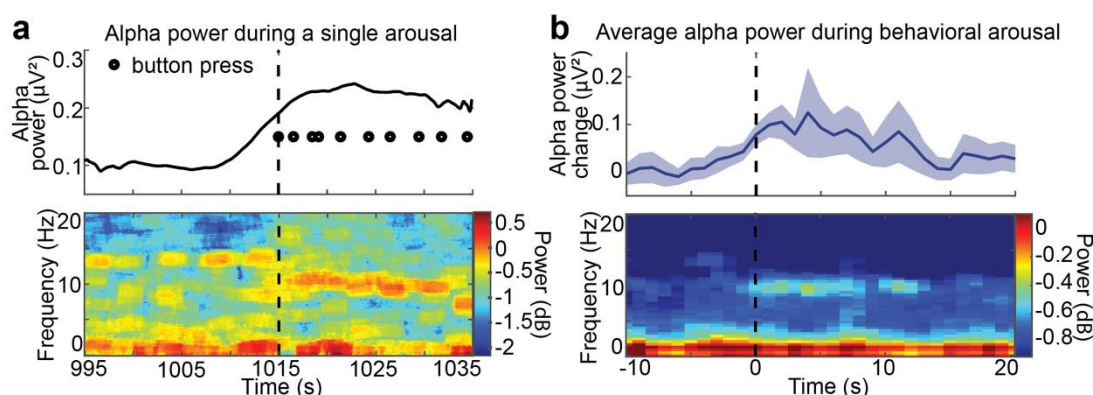 a Alpha power during a single arousal
0.3
0.2
0.1
Alpha
power (µV²)
button press
20
10
0
Frequency (Hz)
995 1005 1015 1025 1035
Time (s)
0.5
0
-0.5
-1
-1.5
-2
Power (dB)
b Average alpha power during behavioral arousal
0.2
0.1
0
Alpha power
change (µV²)
20
10
0
Frequency (Hz)
-10 0 10 20
Time (s)
0
-0.2
-0.4
-0.6
-0.8
Power (dB)